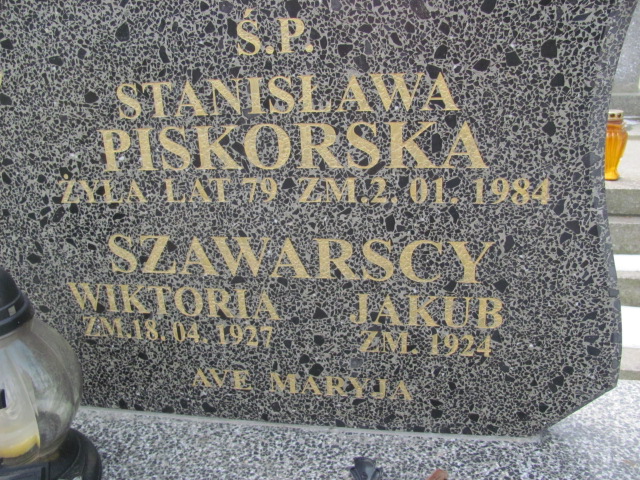 Ś.P.
STANISŁAWA
PISKORSKA
ŻYŁA LAT 79 ZM.2. 01. 1984
SZAWARSCY
WIKTORIA JAKUB
ZM.18. 04. 1927 ZM. 1924
AVE MARYJA